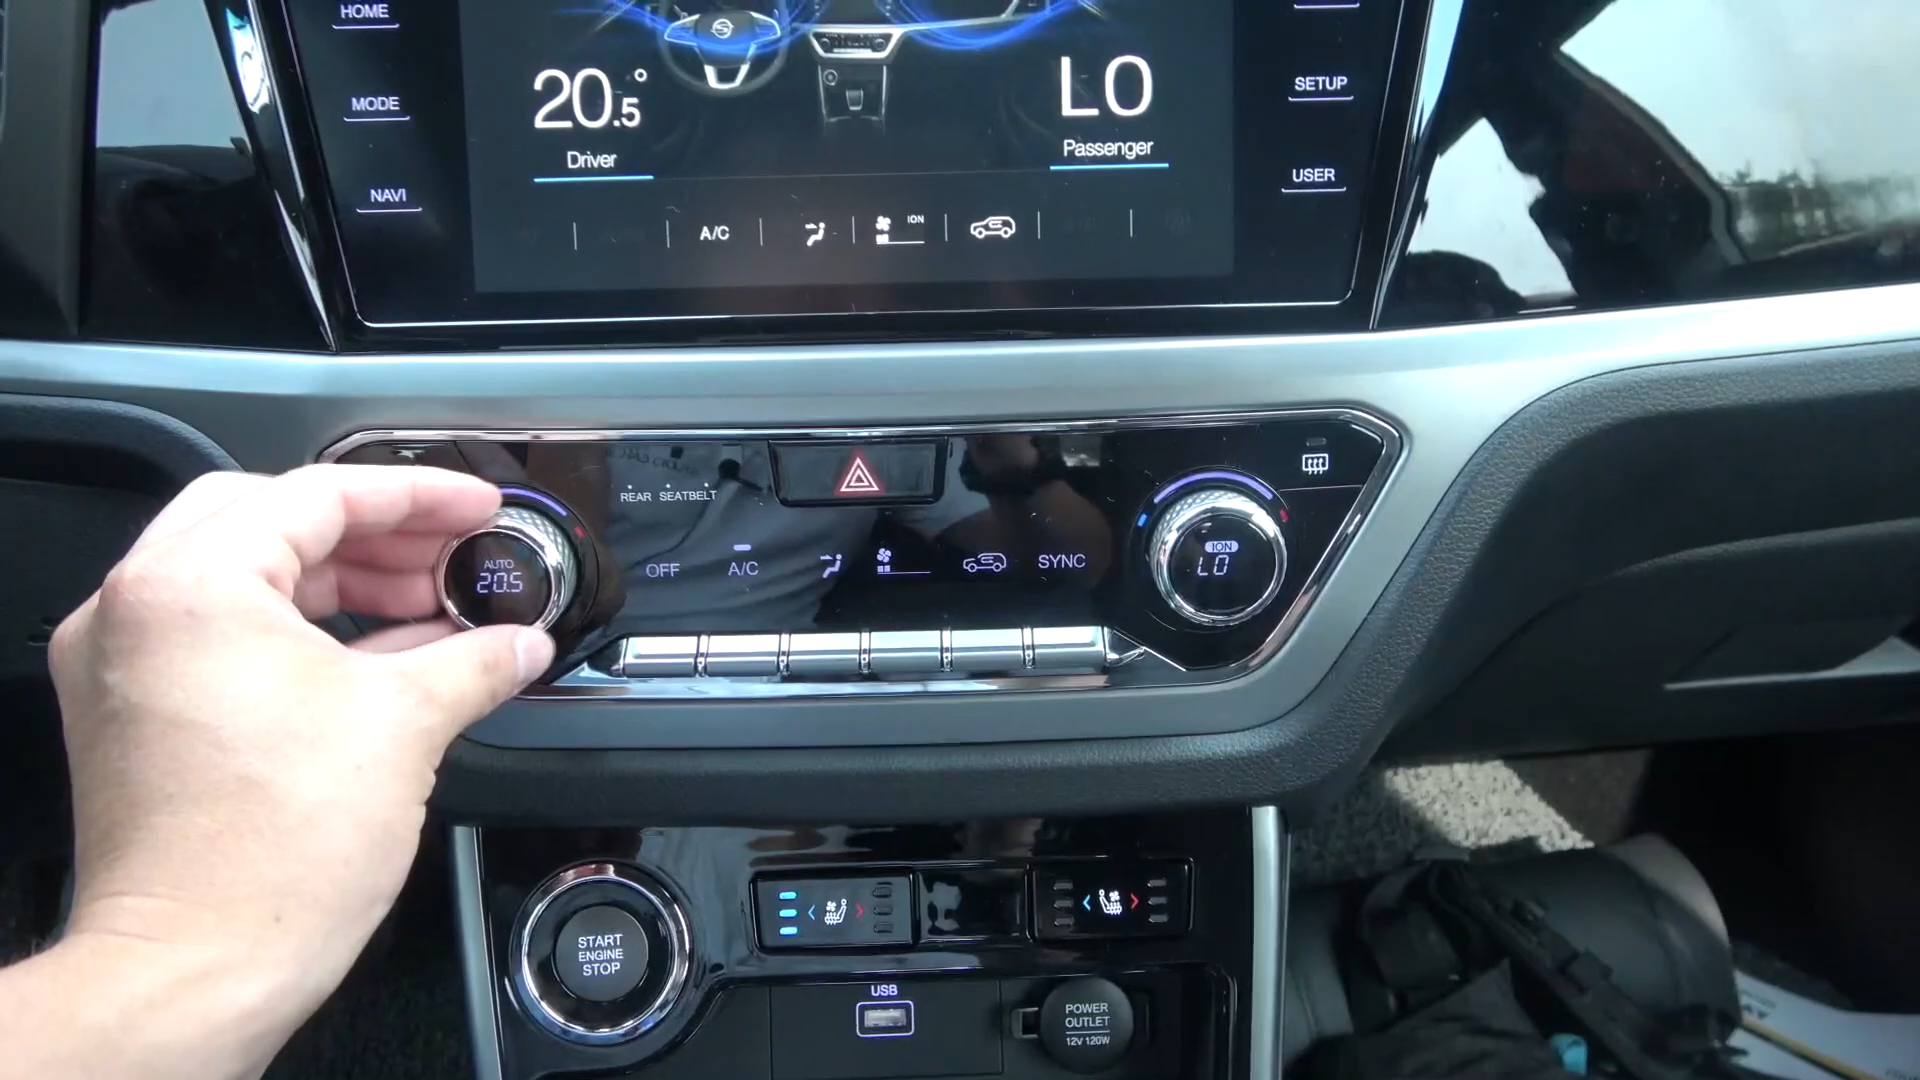 HOME
MODE
NAVI
20.5°
Driver
LO
Passenger
SETUP
USER
A/C
ION
REAR SEATBELT
AUTO
20.5
OFF
A/C
SYNC
ION
LO
START
ENGINE
STOP
USB
POWER
OUTLET
12V 120W